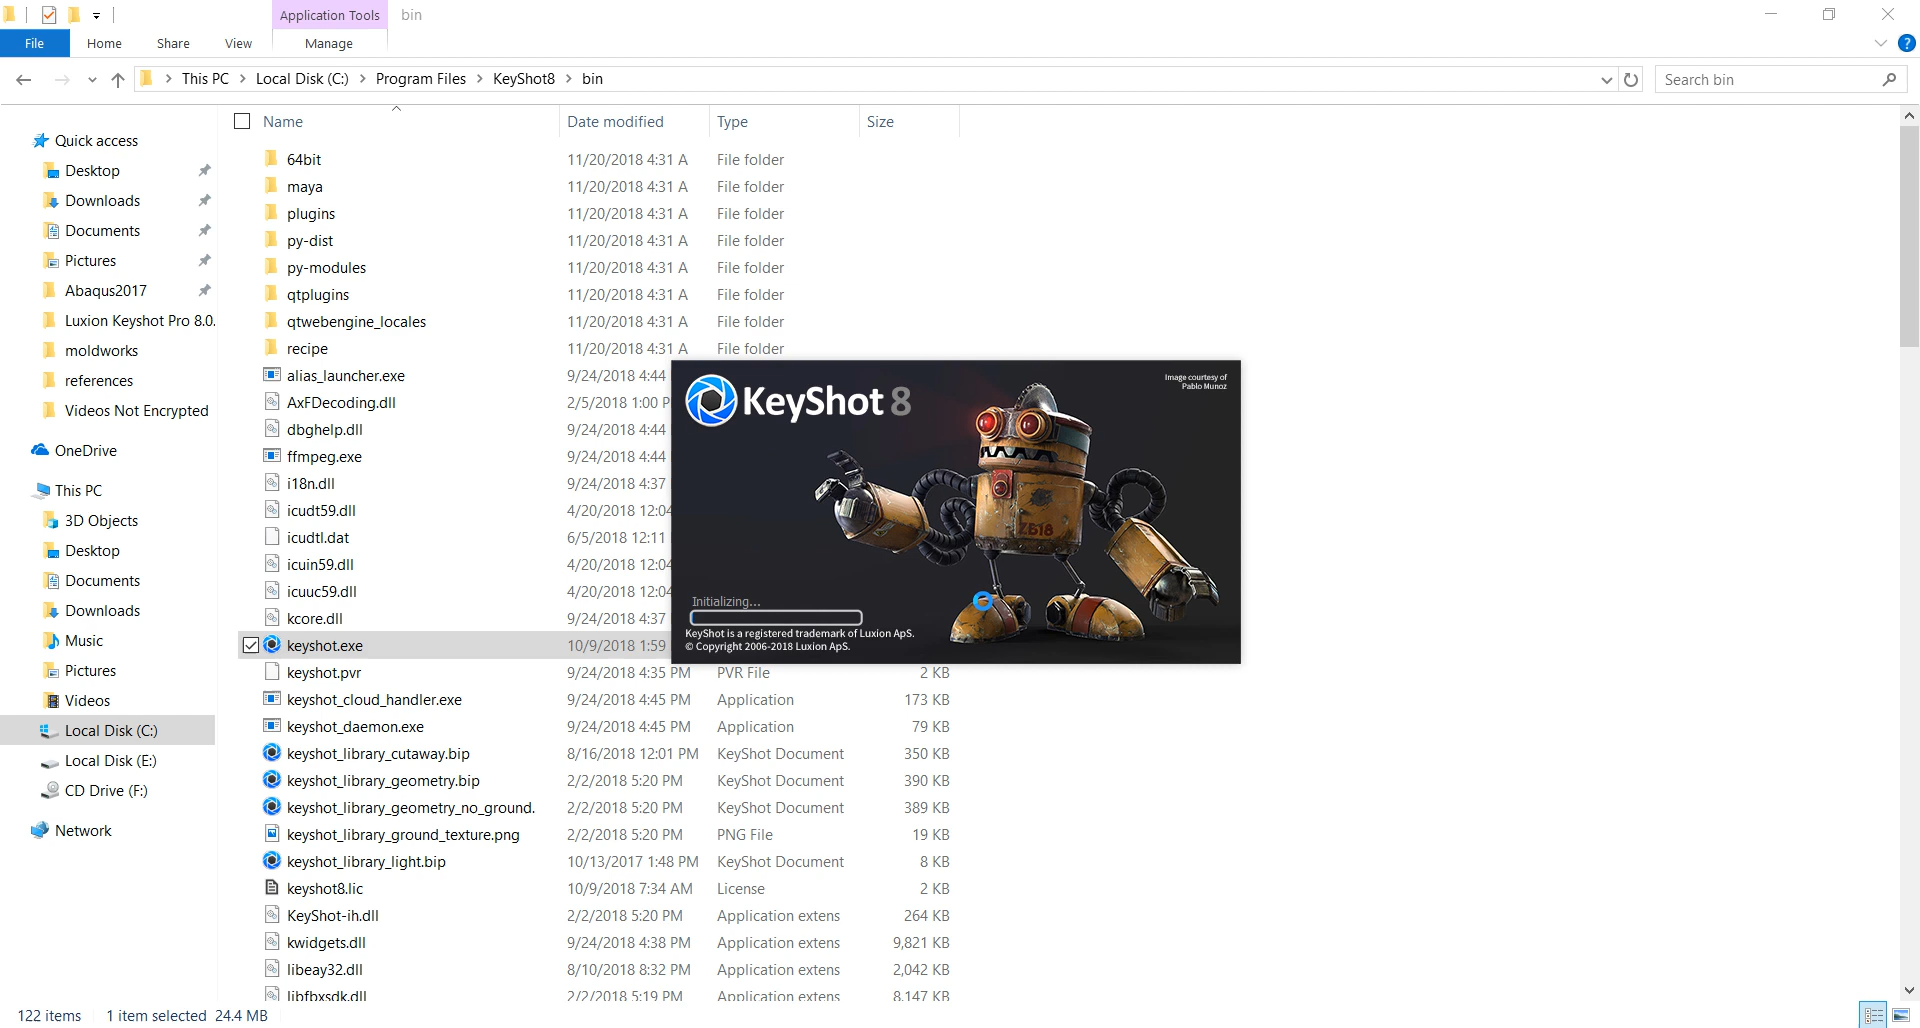 Application Tools bin
File Home Share View Manage
This PC Local Disk (C:) Program Files KeyShot8 bin
Search bin
Name Date modified Type Size
Quick access
Desktop
Downloads
Documents
Pictures
Abaqus2017
Luxion Keyshot Pro 8.0.
moldworks
references
Videos Not Encrypted
OneDrive
This PC
3D Objects
Desktop
Documents
Downloads
Music
Pictures
Videos
Local Disk (C:)
Local Disk (E:)
CD Drive (F:)
Network
64bit 11/20/2018 4:31 A File folder
maya 11/20/2018 4:31 A File folder
plugins 11/20/2018 4:31 A File folder
py-dist 11/20/2018 4:31 A File folder
py-modules 11/20/2018 4:31 A File folder
qtplugins 11/20/2018 4:31 A File folder
qtwebengine_locales 11/20/2018 4:31 A File folder
recipe 11/20/2018 4:31 A File folder
alias_launcher.exe 9/24/2018 4:44
AxFDecoding.dll 2/5/2018 1:00 P
dbghelp.dll 9/24/2018 4:44
ffmpeg.exe 9/24/2018 4:44
i18n.dll 9/24/2018 4:37
icudt59.dll 4/20/2018 12:04
icudtl.dat 6/5/2018 12:11
icuin59.dll 4/20/2018 12:04
icuuc59.dll 4/20/2018 12:04
kcore.dll 9/24/2018 4:37
keyshot.exe 10/9/2018 1:59
keyshot.pvr 9/24/2018 4:35 PM PVR File 2 KB
keyshot_cloud_handler.exe 9/24/2018 4:45 PM Application 173 KB
keyshot_daemon.exe 9/24/2018 4:45 PM Application 79 KB
keyshot_library_cutaway.bip 8/16/2018 12:01 PM KeyShot Document 350 KB
keyshot_library_geometry.bip 2/2/2018 5:20 PM KeyShot Document 390 KB
keyshot_library_geometry_no_ground. 2/2/2018 5:20 PM KeyShot Document 389 KB
keyshot_library_ground_texture.png 2/2/2018 5:20 PM PNG File 19 KB
keyshot_library_light.bip 10/13/2017 1:48 PM KeyShot Document 8 KB
keyshot8.lic 10/9/2018 7:34 AM License 2 KB
KeyShot-ih.dll 2/2/2018 5:20 PM Application extens 264 KB
kwidgets.dll 9/24/2018 4:38 PM Application extens 9,821 KB
libeay32.dll 8/10/2018 8:32 PM Application extens 2,042 KB
libfbxsdk.dll 2/2/2018 5:19 PM Application extens 8,147 KB
KeyShot 8
Image courtesy of
Pablo Munoz
Z618
Initializing...
KeyShot is a registered trademark of Luxion ApS.
© Copyright 2006-2018 Luxion ApS.
122 items 1 item selected 24.4 MB